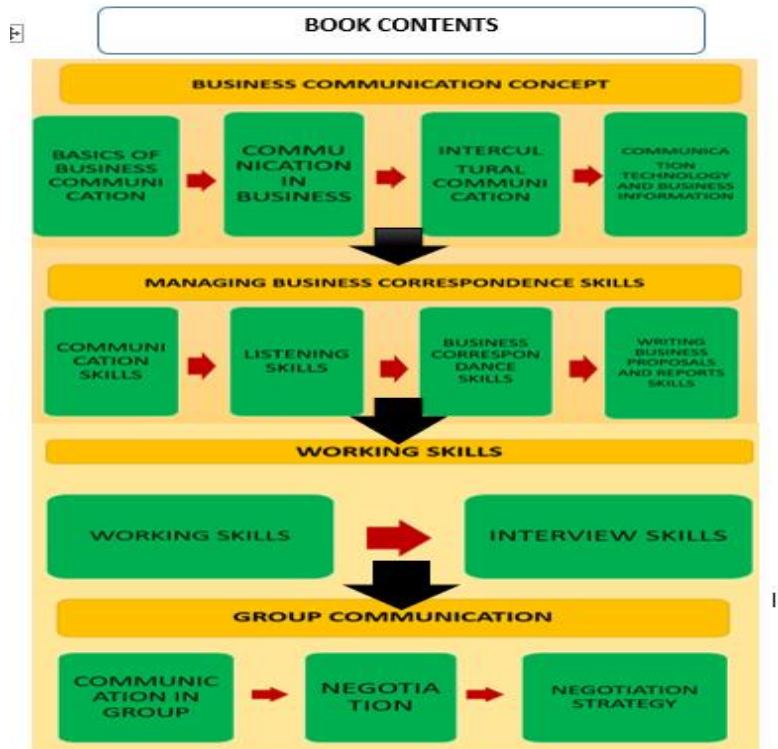 BOOK CONTENTS
BUSINESS COMMUNICATION CONCEPT
BASICS OF
BUSINESS
COMMUNI
CATION
COMMU
NICATION
IN
BUSINESS
INTERCUL
TURAL
COMMUNI
CATION
COMMUNICA
TION
TECHNOLOGY
AND BUSINESS
INFORMATION
MANAGING BUSINESS CORRESPONDENCE SKILLS
COMMUNI
CATION
SKILLS
LISTENING
SKILLS
BUSINESS
CORRESPON
DANCE
SKILLS
WRITING
BUSINESS
PROPOSALS
AND REPORTS
SKILLS
WORKING SKILLS
WORKING SKILLS
INTERVIEW SKILLS
GROUP COMMUNICATION
COMMUNIC
ATION IN
GROUP
NEGOTIA
TION
NEGOTIATION
STRATEGY